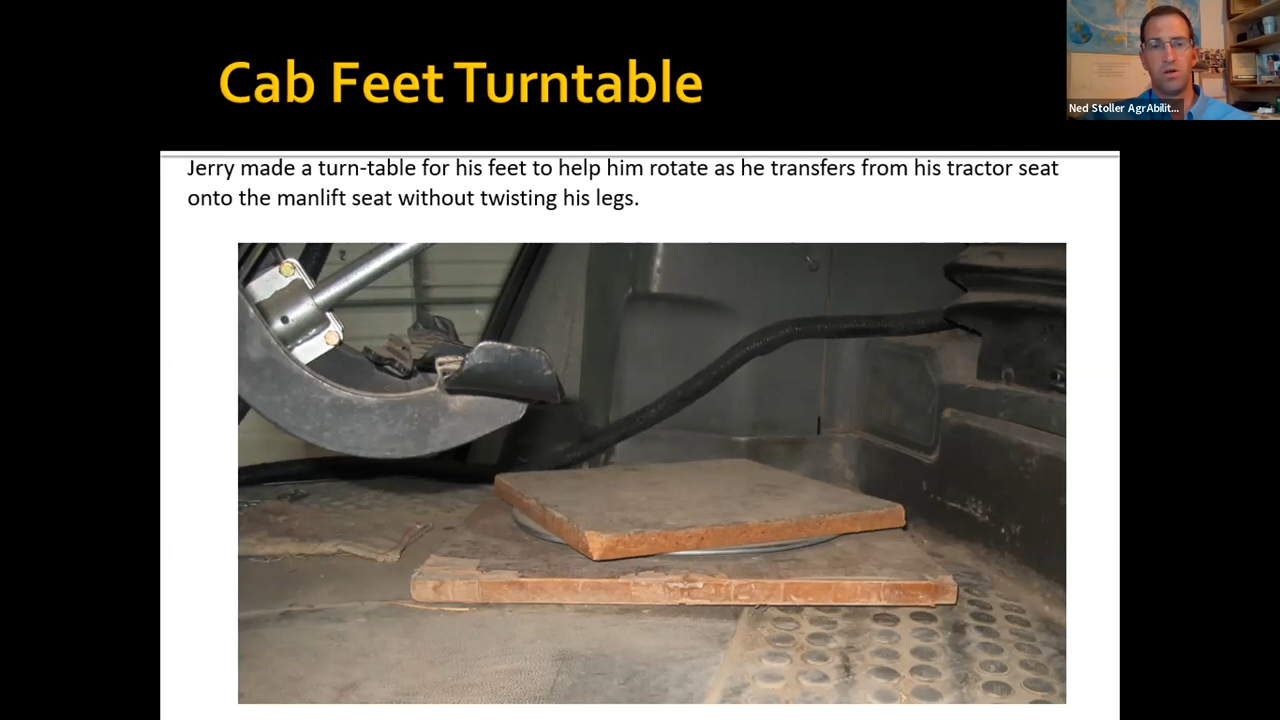 Cab Feet Turntable
Ned Stoller AgrAbilit...
Jerry made a turn-table for his feet to help him rotate as he transfers from his tractor seat
onto the manlift seat without twisting his legs.